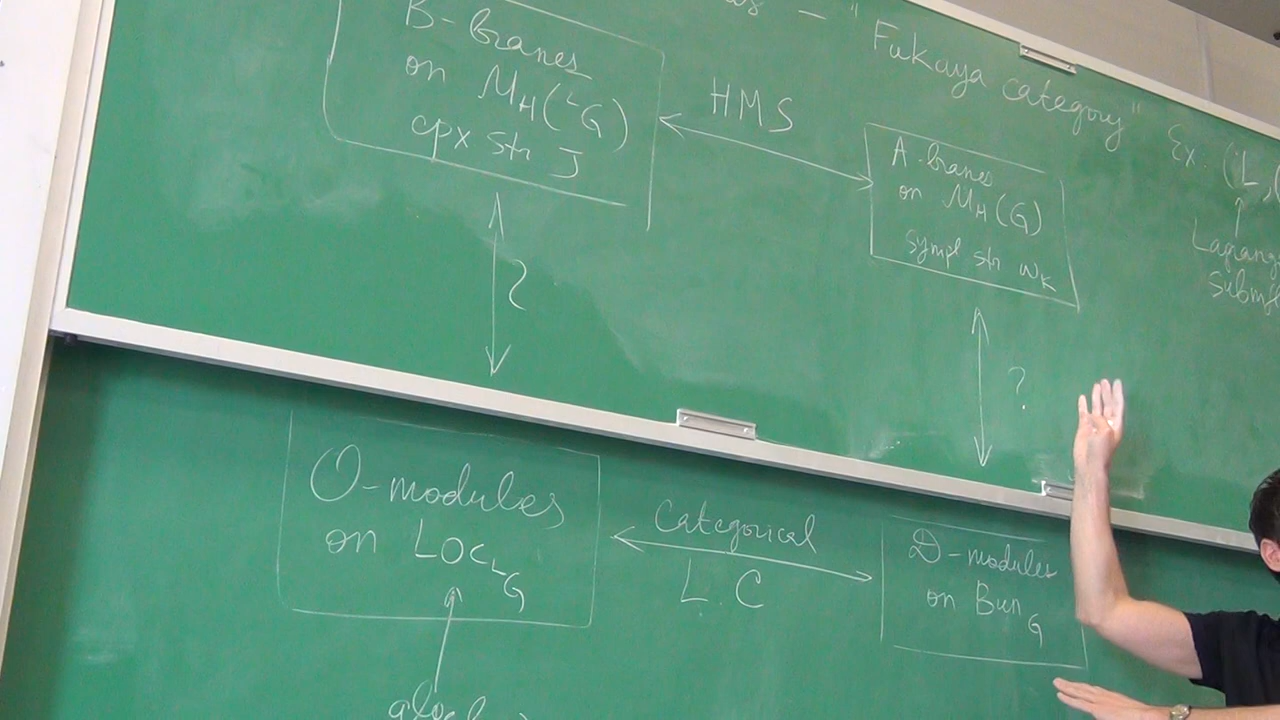 — "Fukaya category"
B-branes
on M_H(^LG)
cpx str J
HMS
A-branes
on M_H(G)
sympl str ω_K
Ex. (L,
Lagrang
submf
?
O-modules
on Loc_^LG
Categorical
L.C
D-modules
on Bun_G